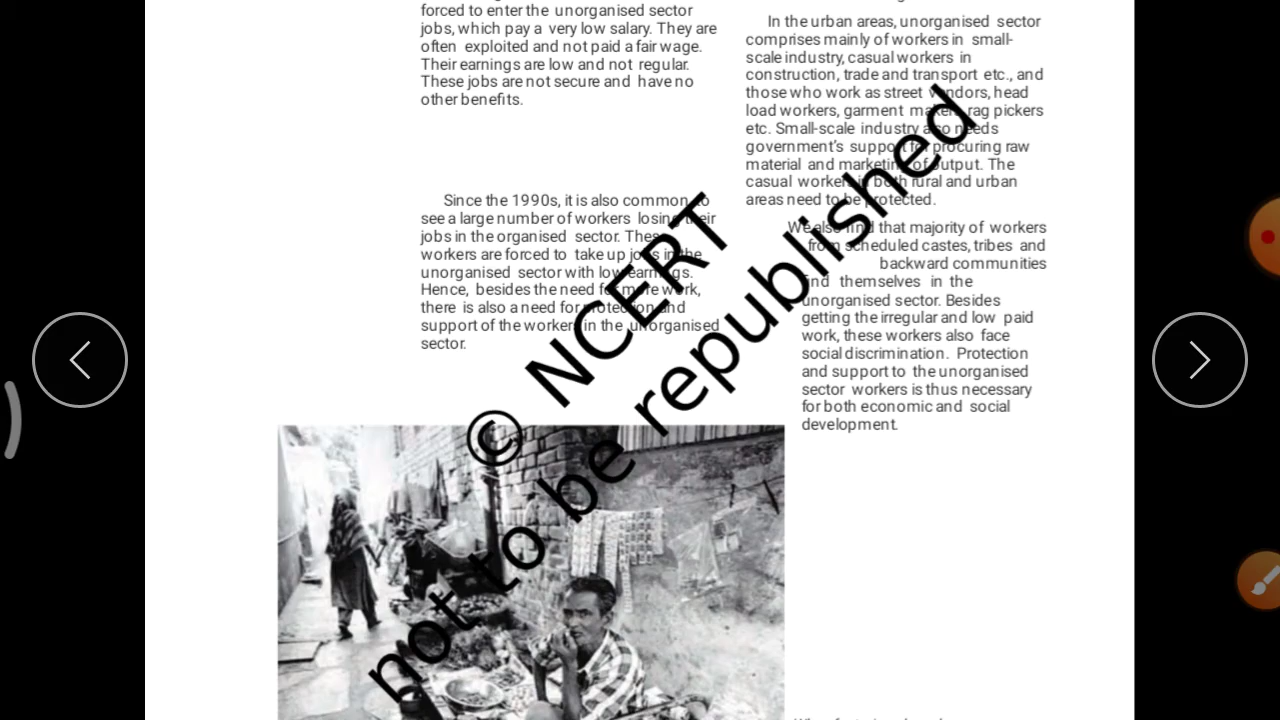 forced to enter the unorganised sector
jobs, which pay a very low salary. They are
often exploited and not paid a fair wage.
Their earnings are low and not regular.
These jobs are not secure and have no
other benefits.
Since the 1990s, it is also common to
see a large number of workers losing their
jobs in the organised sector. These
workers are forced to take up jobs in the
unorganised sector with low earnings.
Hence, besides the need for more work,
there is also a need for protection and
support of the workers in the unorganised
sector.
In the urban areas, unorganised sector
comprises mainly of workers in small-
scale industry, casual workers in
construction, trade and transport etc., and
those who work as street vendors, head
load workers, garment makers, rag pickers
etc. Small-scale industry also needs
government's support for procuring raw
material and marketing of output. The
casual workers in both rural and urban
areas need to be protected.
We also find that majority of workers
from scheduled castes, tribes and
backward communities
find themselves in the
unorganised sector. Besides
getting the irregular and low paid
work, these workers also face
social discrimination. Protection
and support to the unorganised
sector workers is thus necessary
for both economic and social
development.
© NCERT
not to be republished